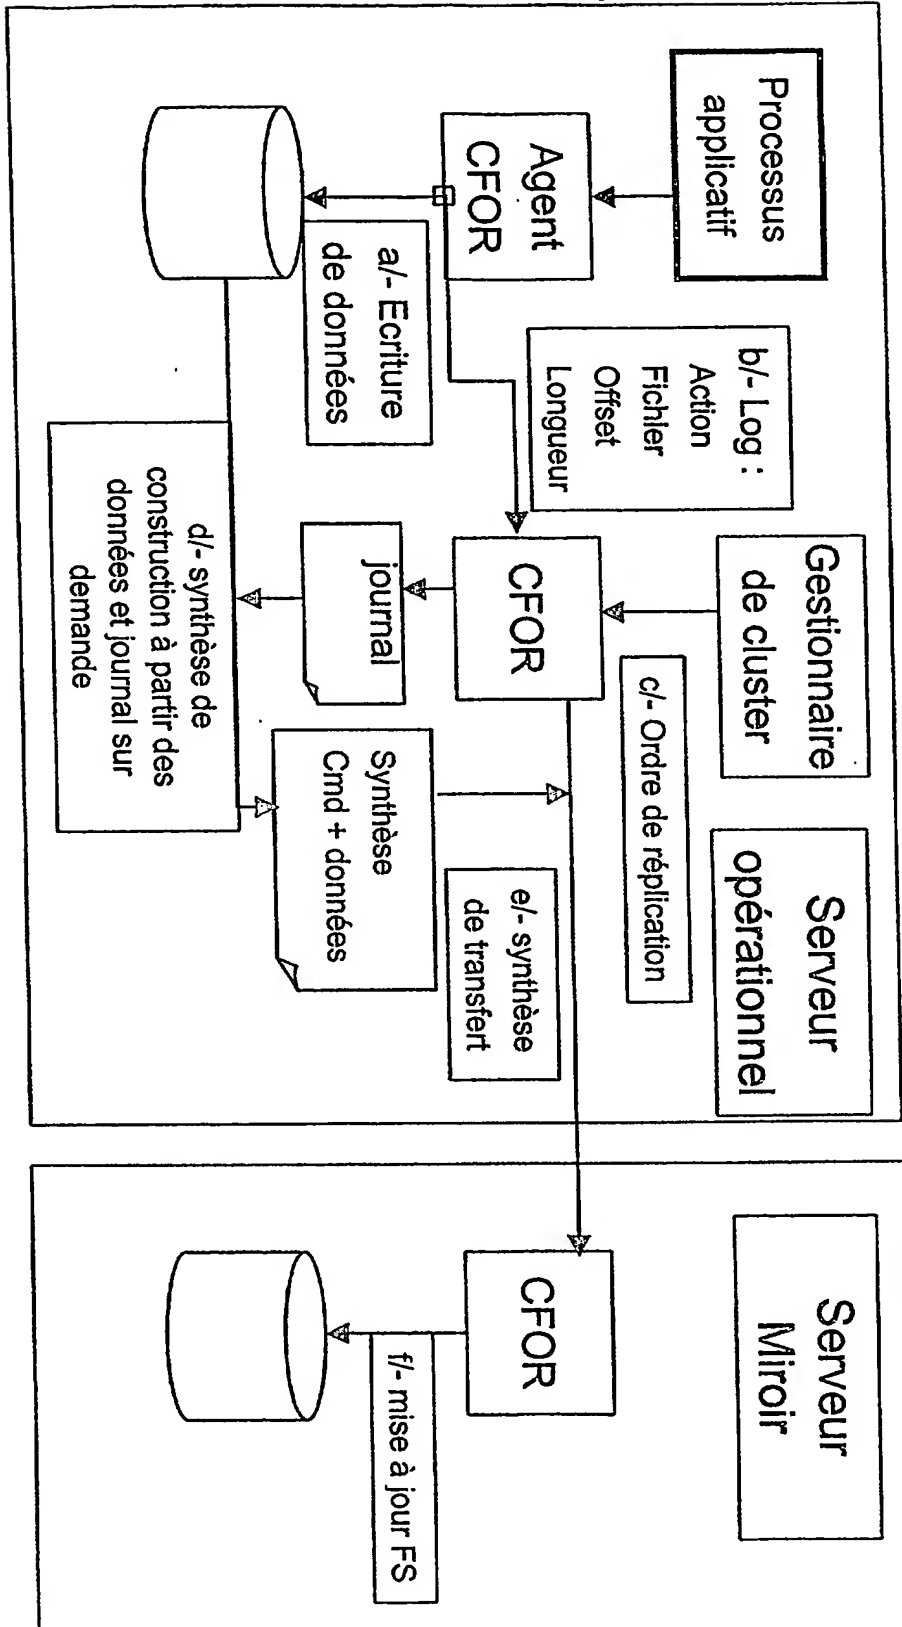 Processus
applicatif
Agent
CFOR
a/- Ecriture
de données
b/- Log :
Action
Fichier
Offset
Longueur
Gestionnaire
de cluster
Serveur
opérationnel
c/- Ordre de réplication
CFOR
journal
d/- synthèse de
construction à partir des
données et journal sur
demande
Synthèse
Cmd + données
e/- synthèse
de transfert
Serveur
Miroir
CFOR
f/- mise à jour FS